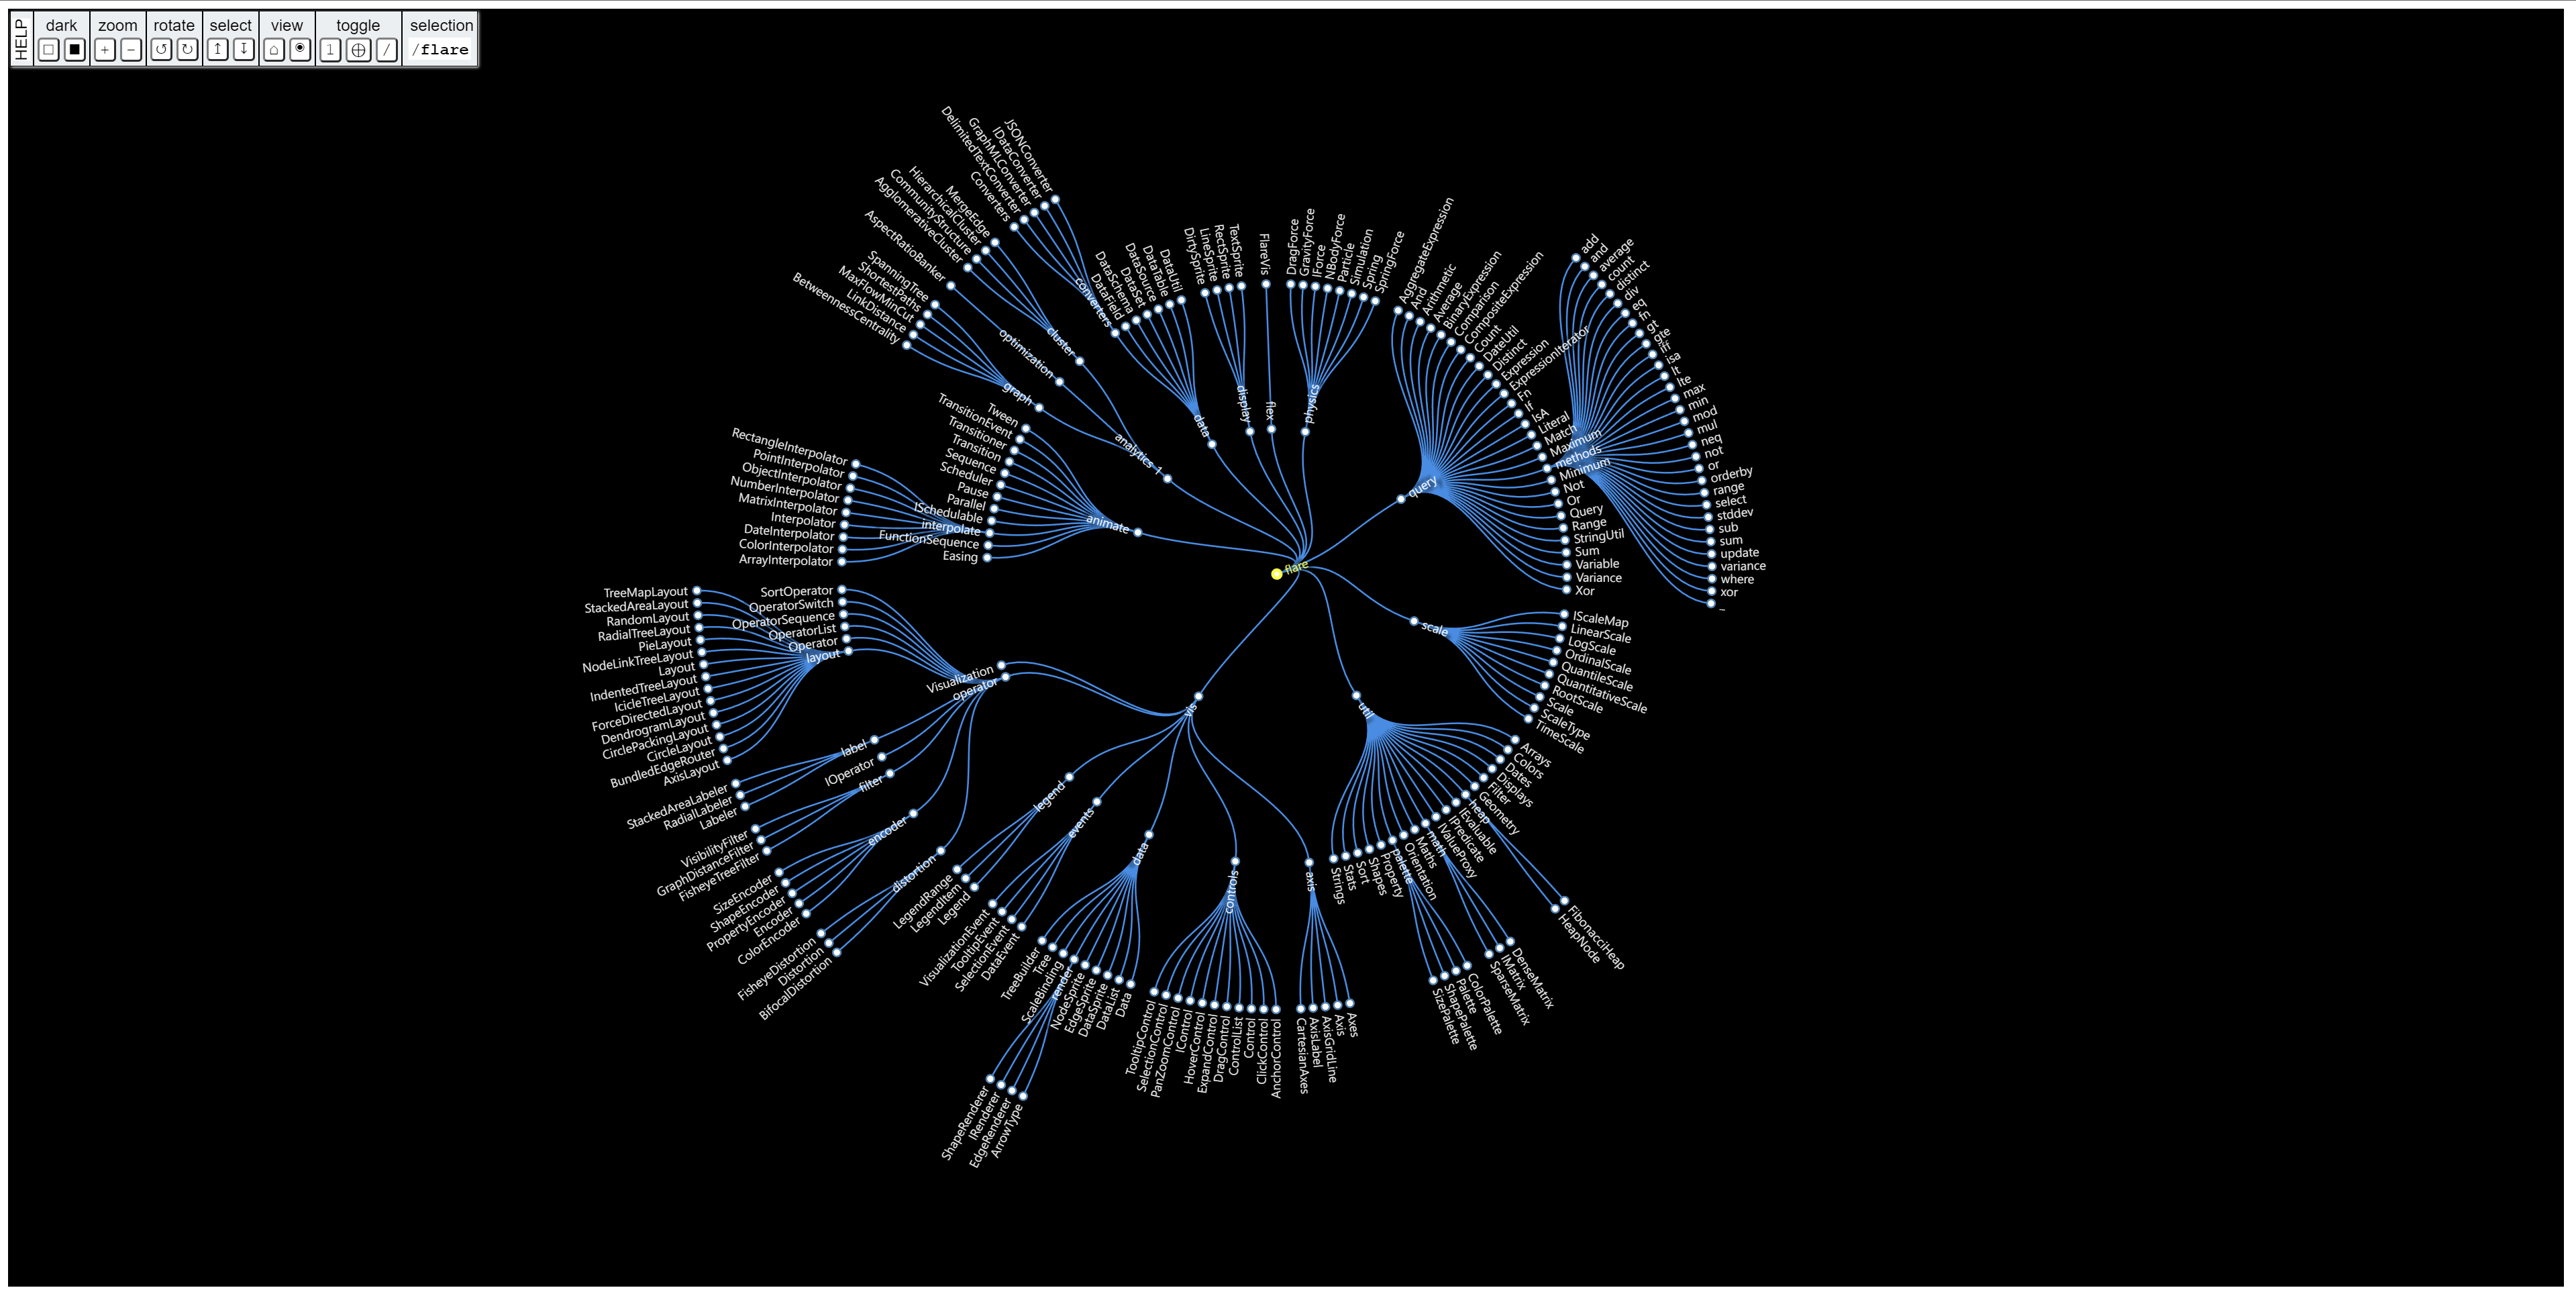 HELP
dark
zoom
rotate
select
view
toggle
selection
/flare
flare
analytics 1
cluster
AgglomerativeCluster
CommunityStructure
HierarchicalCluster
MergeEdge
optimization
AspectRatioBanker
graph
BetweennessCentrality
LinkDistance
MaxFlowMinCut
ShortestPaths
SpanningTree
animate
Tween
TransitionEvent
Transitioner
Transition
Sequence
Scheduler
Pause
Parallel
ISchedulable
interpolate
FunctionSequence
Easing
RectangleInterpolator
PointInterpolator
ObjectInterpolator
NumberInterpolator
MatrixInterpolator
Interpolator
DateInterpolator
ColorInterpolator
ArrayInterpolator
data
converters
Converters
DelimitedTextConverter
GraphMLConverter
IDataConverter
JSONConverter
DataField
DataSchema
DataSet
DataSource
DataTable
DataUtil
display
DirtySprite
LineSprite
RectSprite
TextSprite
flex
FlareVis
physics
DragForce
GravityForce
IForce
NBodyForce
Particle
Simulation
Spring
SpringForce
query
AggregateExpression
And
Arithmetic
Average
BinaryExpression
Comparison
CompositeExpression
Count
DateUtil
Distinct
Expression
ExpressionIterator
Fn
If
IsA
Literal
Match
Maximum
methods
Minimum
Not
Or
Query
Range
StringUtil
Sum
Variable
Variance
Xor
add
and
average
count
distinct
div
eq
fn
gt
gte
iff
isa
lt
lte
max
min
mod
mul
neq
not
or
orderby
range
select
stddev
sub
sum
update
variance
where
xor
_
scale
IScaleMap
LinearScale
LogScale
OrdinalScale
QuantileScale
QuantitativeScale
RootScale
Scale
ScaleType
TimeScale
util
Arrays
Colors
Dates
Displays
Filter
Geometry
heap
FibonacciHeap
HeapNode
IEvaluable
IPredicate
IValueProxy
math
DenseMatrix
IMatrix
SparseMatrix
Maths
Orientation
palette
ColorPalette
Palette
ShapePalette
SizePalette
Property
Shapes
Sort
Stats
Strings
vis
axis
Axes
Axis
AxisGridLine
AxisLabel
CartesianAxes
controls
AnchorControl
ClickControl
Control
ControlList
DragControl
ExpandControl
HoverControl
IControl
PanZoomControl
SelectionControl
TooltipControl
data
Data
DataList
DataSprite
EdgeSprite
NodeSprite
render
ArrowType
EdgeRenderer
IRenderer
ShapeRenderer
ScaleBinding
Tree
TreeBuilder
events
DataEvent
SelectionEvent
TooltipEvent
VisualizationEvent
legend
Legend
LegendItem
LegendRange
operator
distortion
BifocalDistortion
Distortion
FisheyeDistortion
encoder
ColorEncoder
Encoder
PropertyEncoder
ShapeEncoder
SizeEncoder
filter
FisheyeTreeFilter
GraphDistanceFilter
VisibilityFilter
IOperator
label
Labeler
RadialLabeler
StackedAreaLabeler
layout
AxisLayout
BundledEdgeRouter
CircleLayout
CirclePackingLayout
DendrogramLayout
ForceDirectedLayout
IcicleTreeLayout
IndentedTreeLayout
Layout
NodeLinkTreeLayout
PieLayout
RadialTreeLayout
RandomLayout
StackedAreaLayout
TreeMapLayout
Operator
OperatorList
OperatorSequence
OperatorSwitch
SortOperator
Visualization